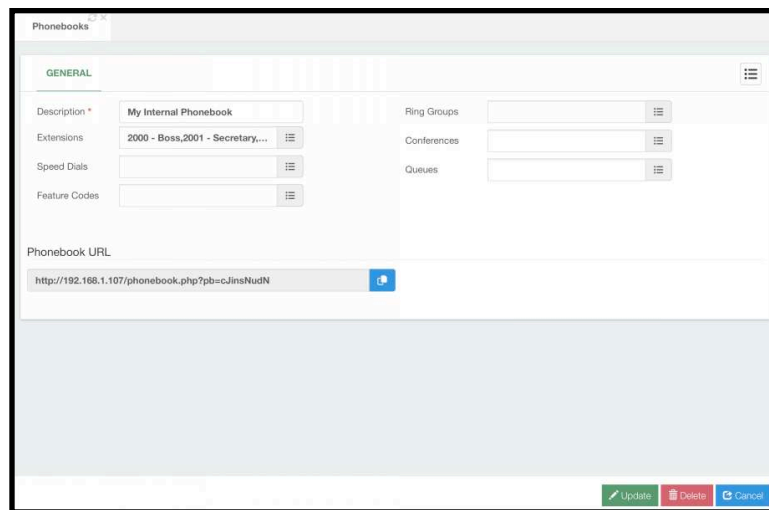 Phonebooks
GENERAL
Description *
My Internal Phonebook
Extensions
2000 - Boss,2001 - Secretary,...
Speed Dials
Feature Codes
Ring Groups
Conferences
Queues
Phonebook URL
http://192.168.1.107/phonebook.php?pb=cJinsNudN
Update
Delete
Cancel